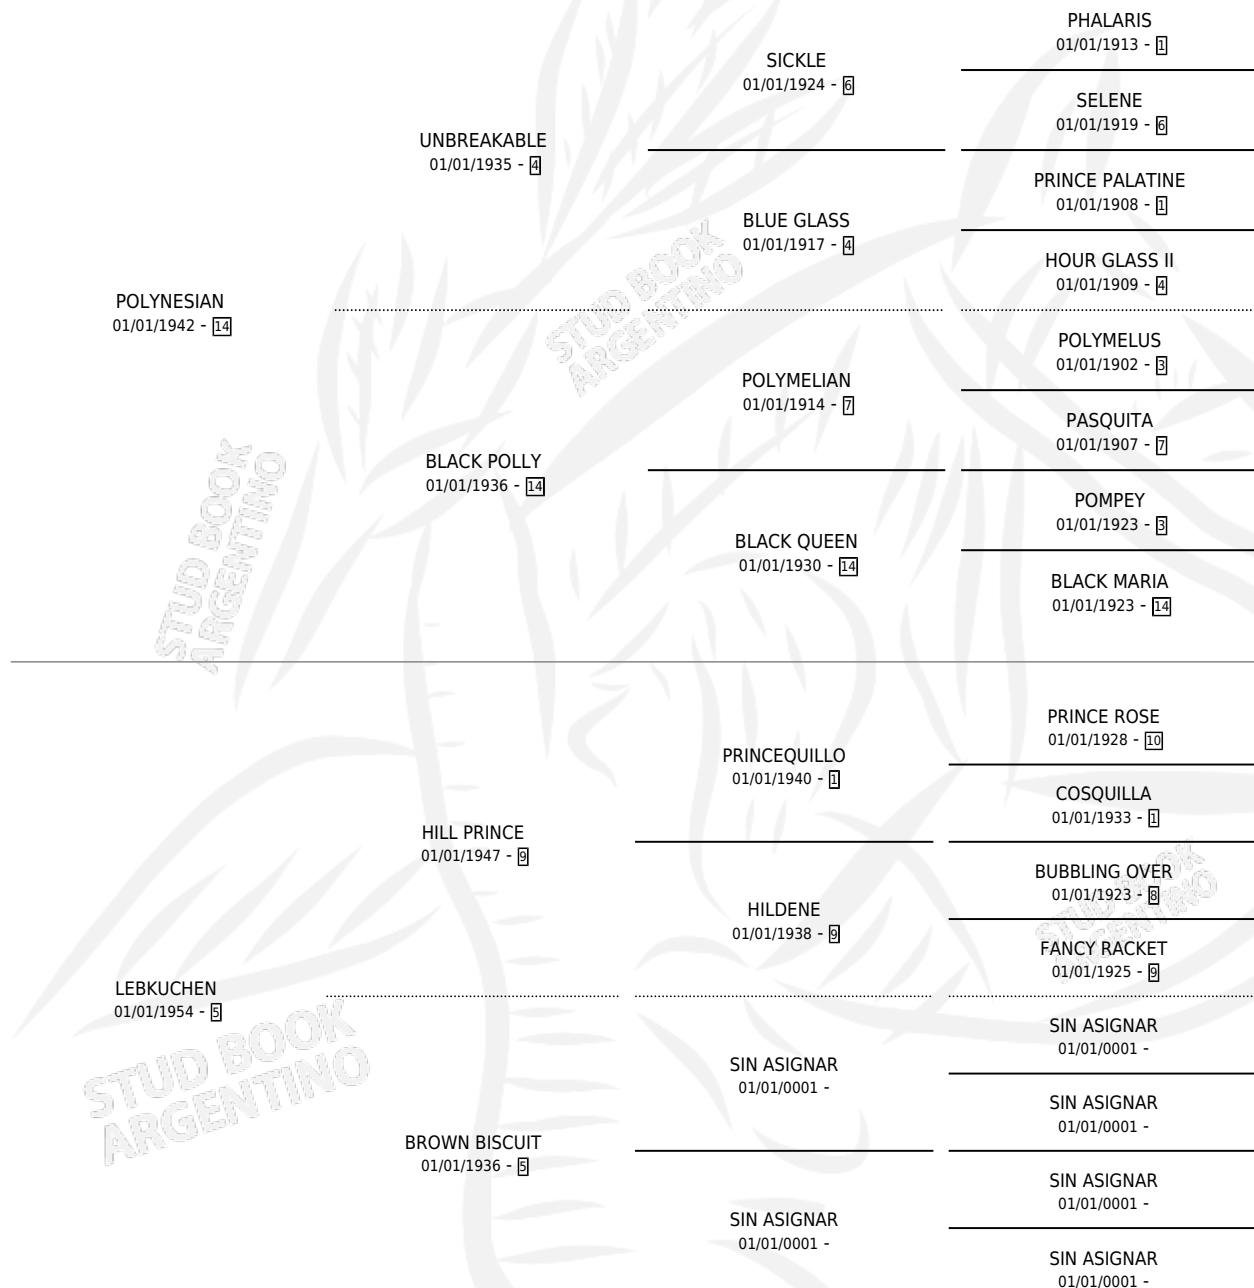 PHALARIS
01/01/1913 - 1
SICKLE
01/01/1924 - 6
SELENE
01/01/1919 - 6
UNBREAKABLE
01/01/1935 - 4
PRINCE PALATINE
01/01/1908 - 1
BLUE GLASS
01/01/1917 - 4
HOUR GLASS II
01/01/1909 - 4
POLYNESIAN
01/01/1942 - 14
POLYMELUS
01/01/1902 - 3
POLYMELIAN
01/01/1914 - 7
PASQUITA
01/01/1907 - 7
BLACK POLLY
01/01/1936 - 14
POMPEY
01/01/1923 - 3
BLACK QUEEN
01/01/1930 - 14
BLACK MARIA
01/01/1923 - 14
PRINCE ROSE
01/01/1928 - 10
PRINCEQUILLO
01/01/1940 - 1
COSQUILLA
01/01/1933 - 1
HILL PRINCE
01/01/1947 - 9
BUBBLING OVER
01/01/1923 - 8
HILDENE
01/01/1938 - 9
FANCY RACKET
01/01/1925 - 9
LEBKUCHEN
01/01/1954 - 5
SIN ASIGNAR
01/01/0001 -
SIN ASIGNAR
01/01/0001 -
SIN ASIGNAR
01/01/0001 -
BROWN BISCUIT
01/01/1936 - 5
SIN ASIGNAR
01/01/0001 -
SIN ASIGNAR
01/01/0001 -
SIN ASIGNAR
01/01/0001 -
STUD BOOK
ARGENTINO
STUD BOOK
ARGENTINO
STUD BOOK
ARGENTINO
STUD BOOK
ARGENTINO